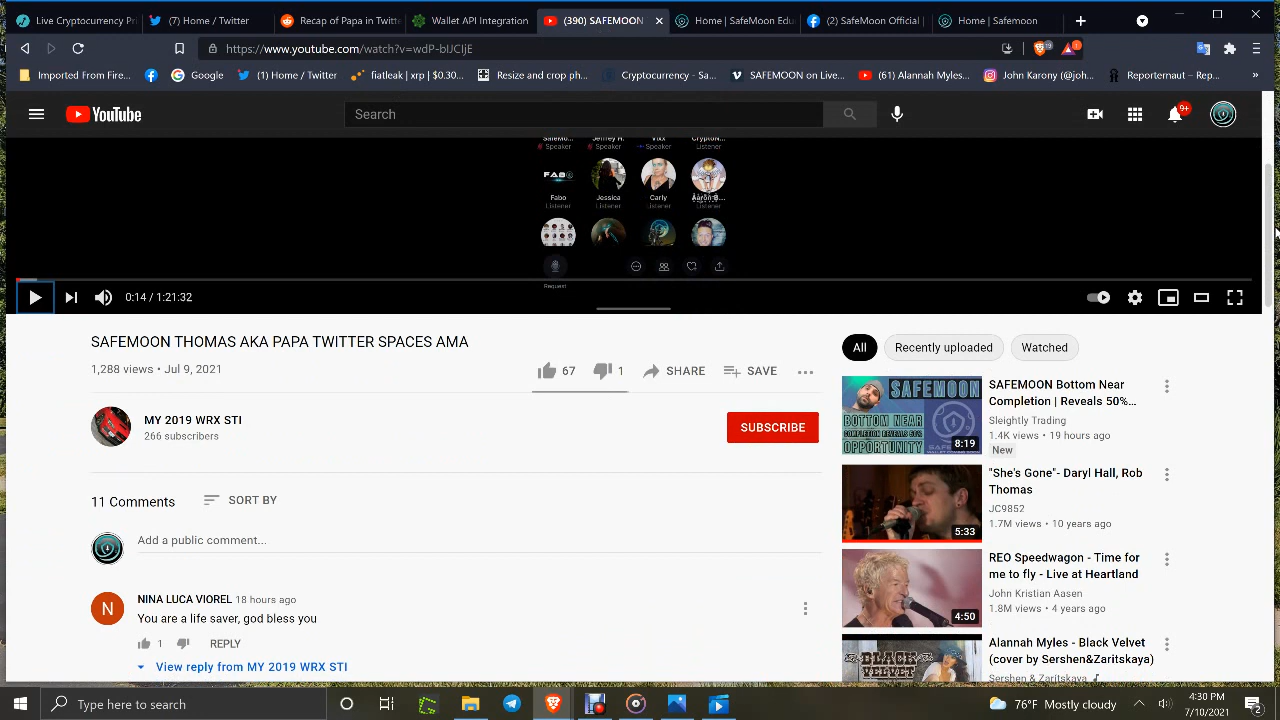 Live Cryptocurrency Pri
(7) Home / Twitter
Recap of Papa in Twitte
Wallet API Integration
(390) SAFEMOON
Home | SafeMoon Edu
(2) SafeMoon Official |
Home | Safemoon
https://www.youtube.com/watch?v=wdP-blJCIjE
19
1
Imported From Fire...
Google
(1) Home / Twitter
fiatleak | xrp | $0.30...
Resize and crop ph...
Cryptocurrency - Sa...
SAFEMOON on Live...
(61) Alannah Myles...
John Karony (@joh...
Reporternaut – Rep...
»
YouTube
Search
9+
SafeMo...
Jeffrey H.
Vixx
CryptoN...
Speaker
Speaker
Speaker
Listener
FABO
Fabo
Jessica
Carly
Aaron B...
Listener
Listener
Listener
Listener
Request
0:14 / 1:21:32
SAFEMOON THOMAS AKA PAPA TWITTER SPACES AMA
1,288 views • Jul 9, 2021
67
1
SHARE
SAVE
MY 2019 WRX STI
266 subscribers
SUBSCRIBE
11 Comments
SORT BY
Add a public comment...
N
NINA LUCA VIOREL 18 hours ago
You are a life saver, god bless you
1
REPLY
View reply from MY 2019 WRX STI
All
Recently uploaded
Watched
BOTTOM NEAR
COMPLETION REVEALS 50%
OPPORTUNITY
SAFEMOON
8:19
SAFEMOON Bottom Near
Completion | Reveals 50%...
Sleightly Trading
1.4K views • 19 hours ago
New
5:33
"She's Gone"- Daryl Hall, Rob
Thomas
JC9852
1.7M views • 10 years ago
4:50
REO Speedwagon - Time for
me to fly - Live at Heartland
John Kristian Aasen
1.8M views • 4 years ago
BLACK
VELVET
Alannah Myles - Black Velvet
(cover by Sershen&Zaritskaya)
Sershen & Zaritskaya
Type here to search
76°F Mostly cloudy
4:30 PM
7/10/2021
2